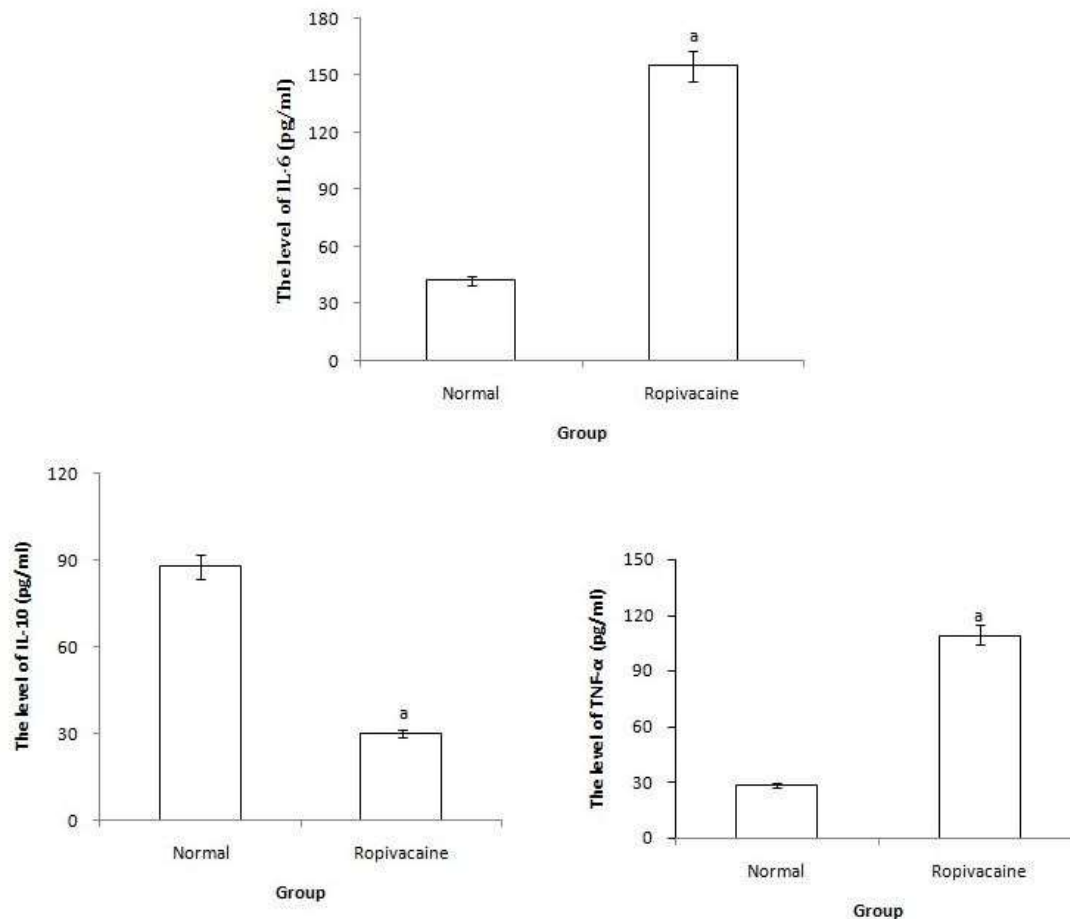 The level of IL-6 (pg/ml)
180
150
120
90
60
30
0
a
Normal Ropivacaine
Group
The level of IL-10 (pg/ml)
120
90
60
30
0
a
Normal Ropivacaine
Group
The level of TNF-α (pg/ml)
150
120
90
60
30
0
a
Normal Ropivacaine
Group